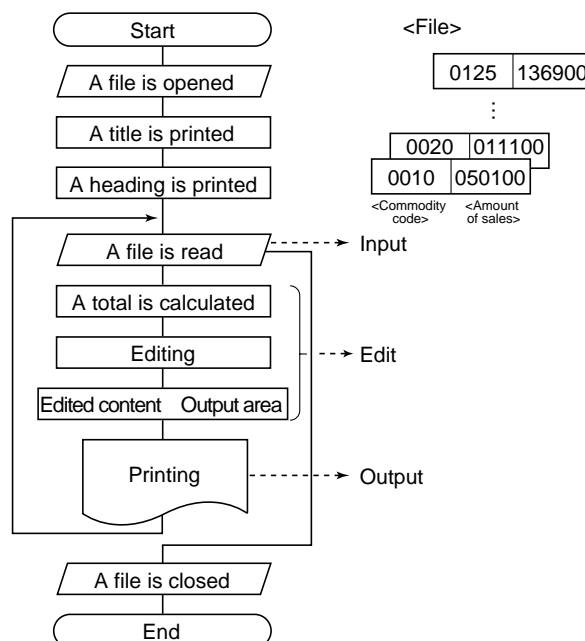 Start
A file is opened
A title is printed
A heading is printed
A file is read
Input
A total is calculated
Editing
Edit
Edited content Output area
Printing
Output
A file is closed
End
<File>
0125 136900
⋮
0020 011100
0010 050100
<Commodity
code>
<Amount
of sales>